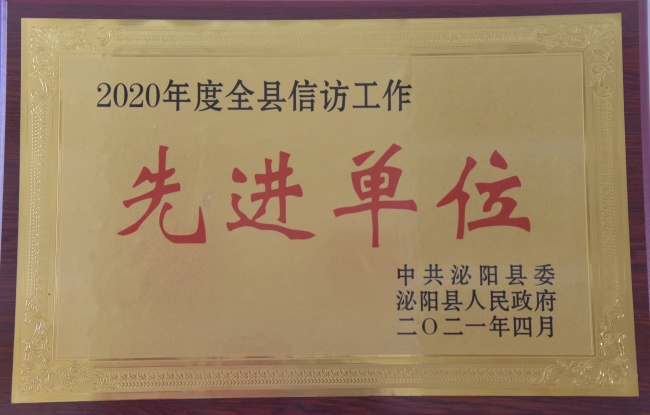 2020年度全县信访工作
先进单位
中共泌阳县委
泌阳县人民政府
二〇二一年四月